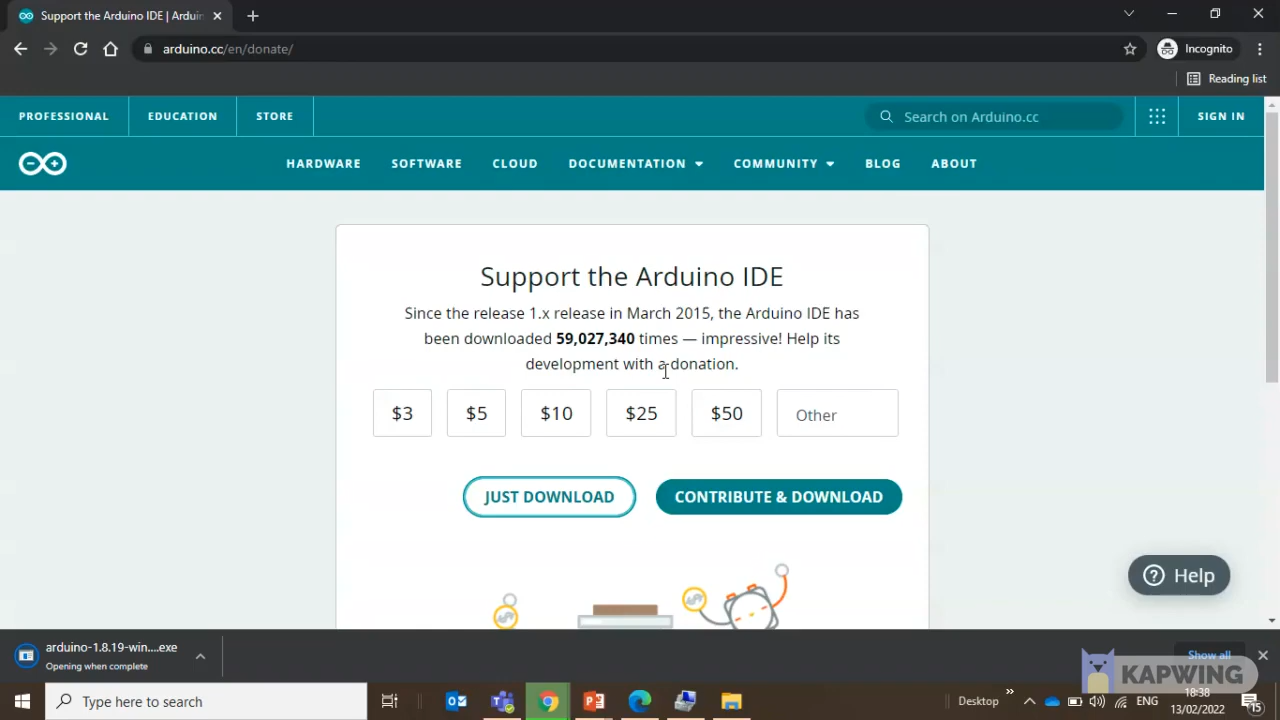 Support the Arduino IDE | Arduin
arduino.cc/en/donate/
Incognito
Reading list
PROFESSIONAL
EDUCATION
STORE
Search on Arduino.cc
SIGN IN
HARDWARE
SOFTWARE
CLOUD
DOCUMENTATION
COMMUNITY
BLOG
ABOUT
Support the Arduino IDE
Since the release 1.x release in March 2015, the Arduino IDE has
been downloaded 59,027,340 times — impressive! Help its
development with a donation.
$3
$5
$10
$25
$50
Other
JUST DOWNLOAD
CONTRIBUTE & DOWNLOAD
Help
arduino-1.8.19-win....exe
Opening when complete
Show all
KAPWING
Type here to search
Desktop
ENG
18:38
13/02/2022
15